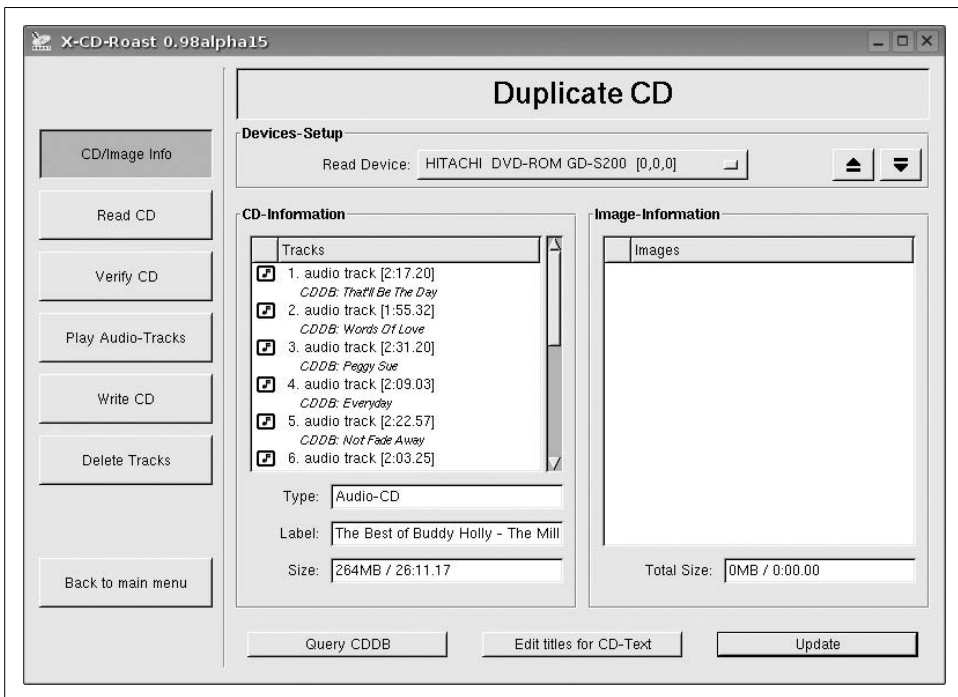 X-CD-Roast 0.98alpha15
Duplicate CD
Devices-Setup
Read Device: HITACHI DVD-ROM GD-S200 [0,0,0]
CD/Image Info
Read CD
Verify CD
Play Audio-Tracks
Write CD
Delete Tracks
Back to main menu
CD-Information
Tracks
1. audio track [2:17.20]
CDDB: That'll Be The Day
2. audio track [1:55.32]
CDDB: Words Of Love
3. audio track [2:31.20]
CDDB: Peggy Sue
4. audio track [2:09.03]
CDDB: Everyday
5. audio track [2:22.57]
CDDB: Not Fade Away
6. audio track [2:03.25]
Type: Audio-CD
Label: The Best of Buddy Holly - The Mill
Size: 264MB / 26:11.17
Image-Information
Images
Total Size: 0MB / 0:00.00
Query CDDB
Edit titles for CD-Text
Update